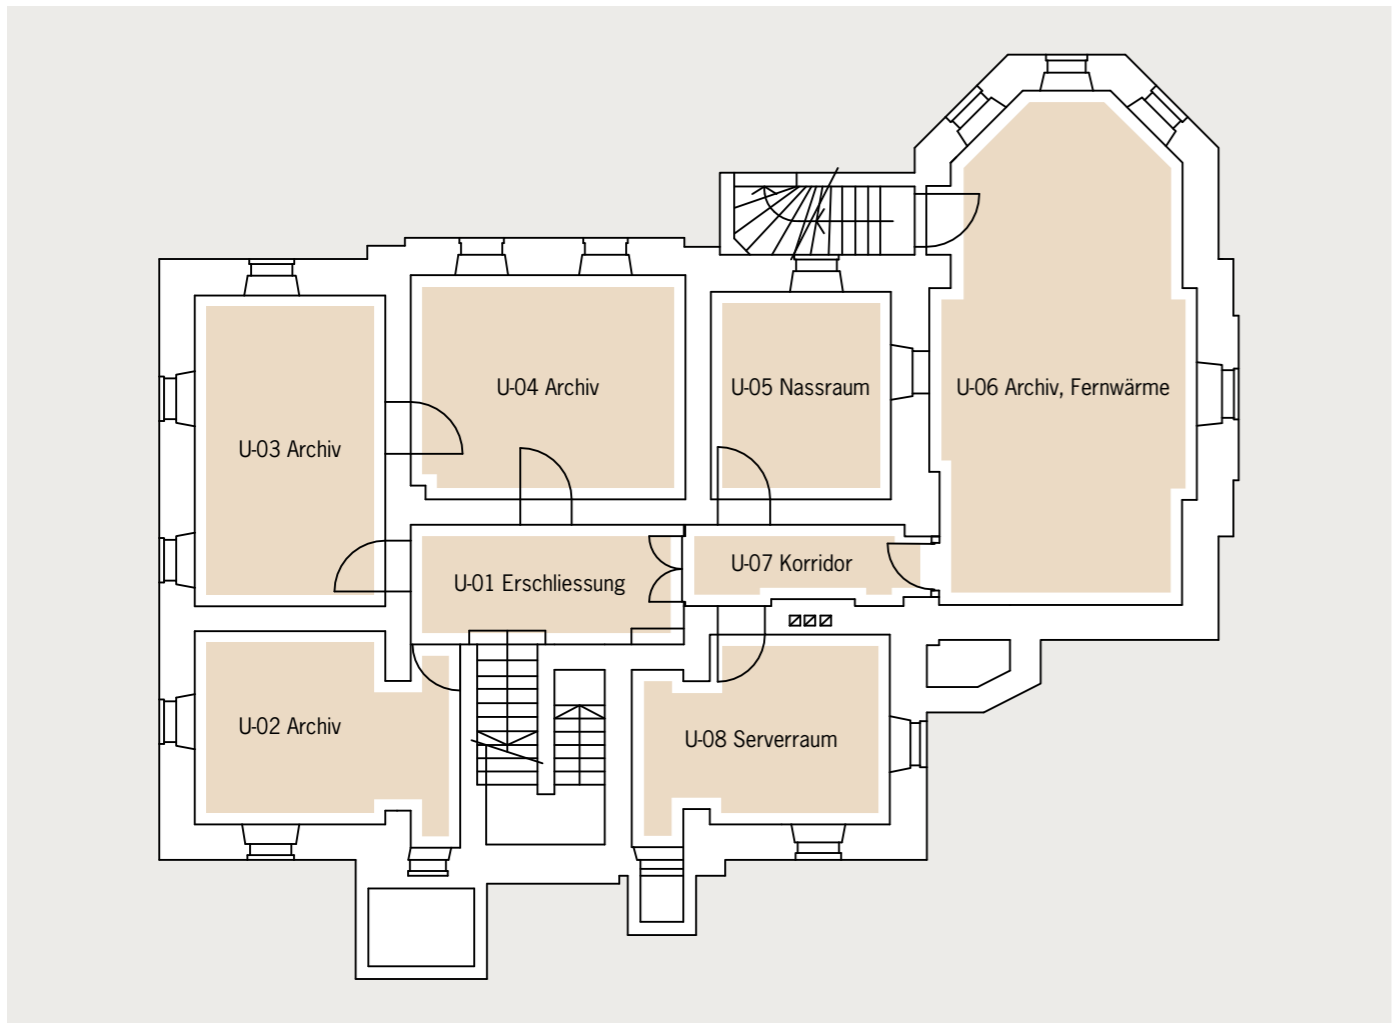 U-04 Archiv
U-05 Nassraum
U-06 Archiv, Fernwärme
U-03 Archiv
U-07 Korridor
U-01 Erschliessung
U-02 Archiv
U-08 Serverraum